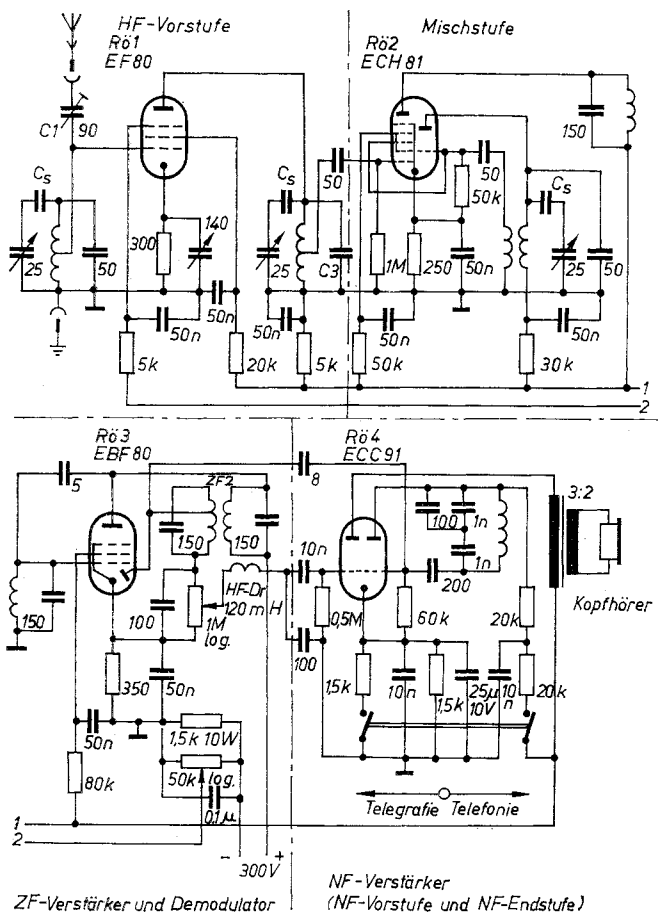 HF-Vorstufe
Rö1
EF80
Mischstufe
Rö2
ECH81
C1
90
Cs
25
50
300
140
50n
50n
5k
20k
Cs
25
C3
50n
5k
50
1M
250
50k
50
50n
50n
50k
150
Cs
25
50
50n
30k
1
2
Rö3
EBF80
5
150
ZF2
150
150
HF-Dr
120mH
100
1M
log.
350
50n
50n
80k
1,5k 10W
50k
log.
0,1µ
1
2
- 300V +
ZF-Verstärker und Demodulator
Rö4
ECC91
8
10n
0,5M
100
100
1n
1n
200
60k
20k
3:2
Kopfhörer
1,5k
10n
1,5k
25µ
10V
10
n
20k
Telegrafie Telefonie
NF-Verstärker
(NF-Vorstufe und NF-Endstufe)